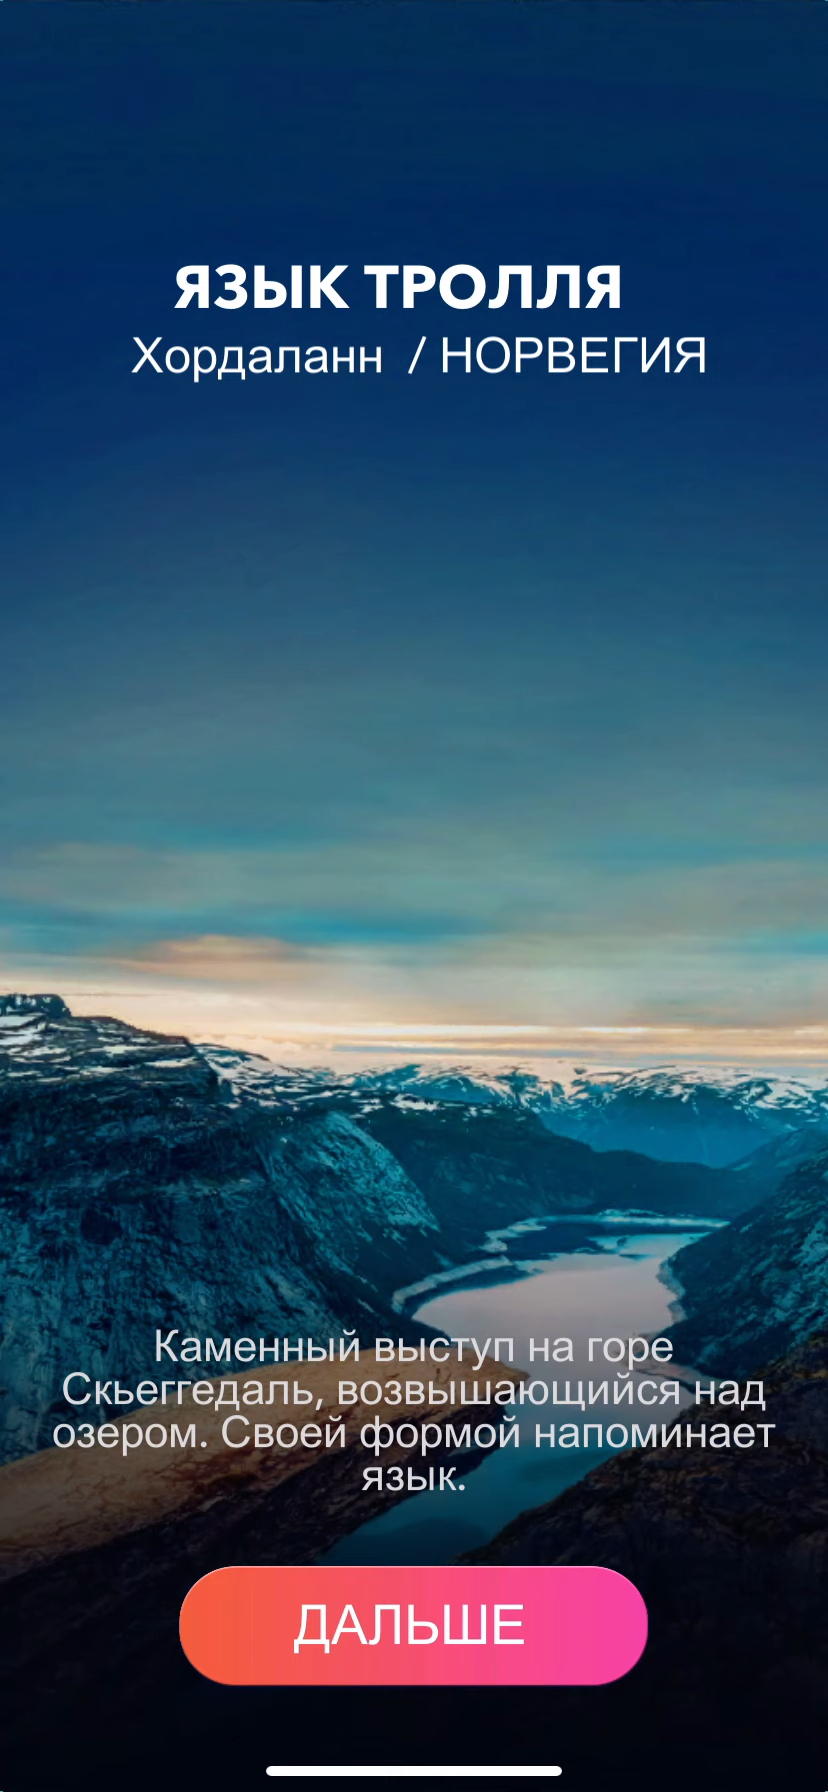 ЯЗЫК ТРОЛЛЯ
Хордаланн / НОРВЕГИЯ
Каменный выступ на горе
Скьеггедаль, возвышающийся над
озером. Своей формой напоминает
язык.
ДАЛЬШЕ